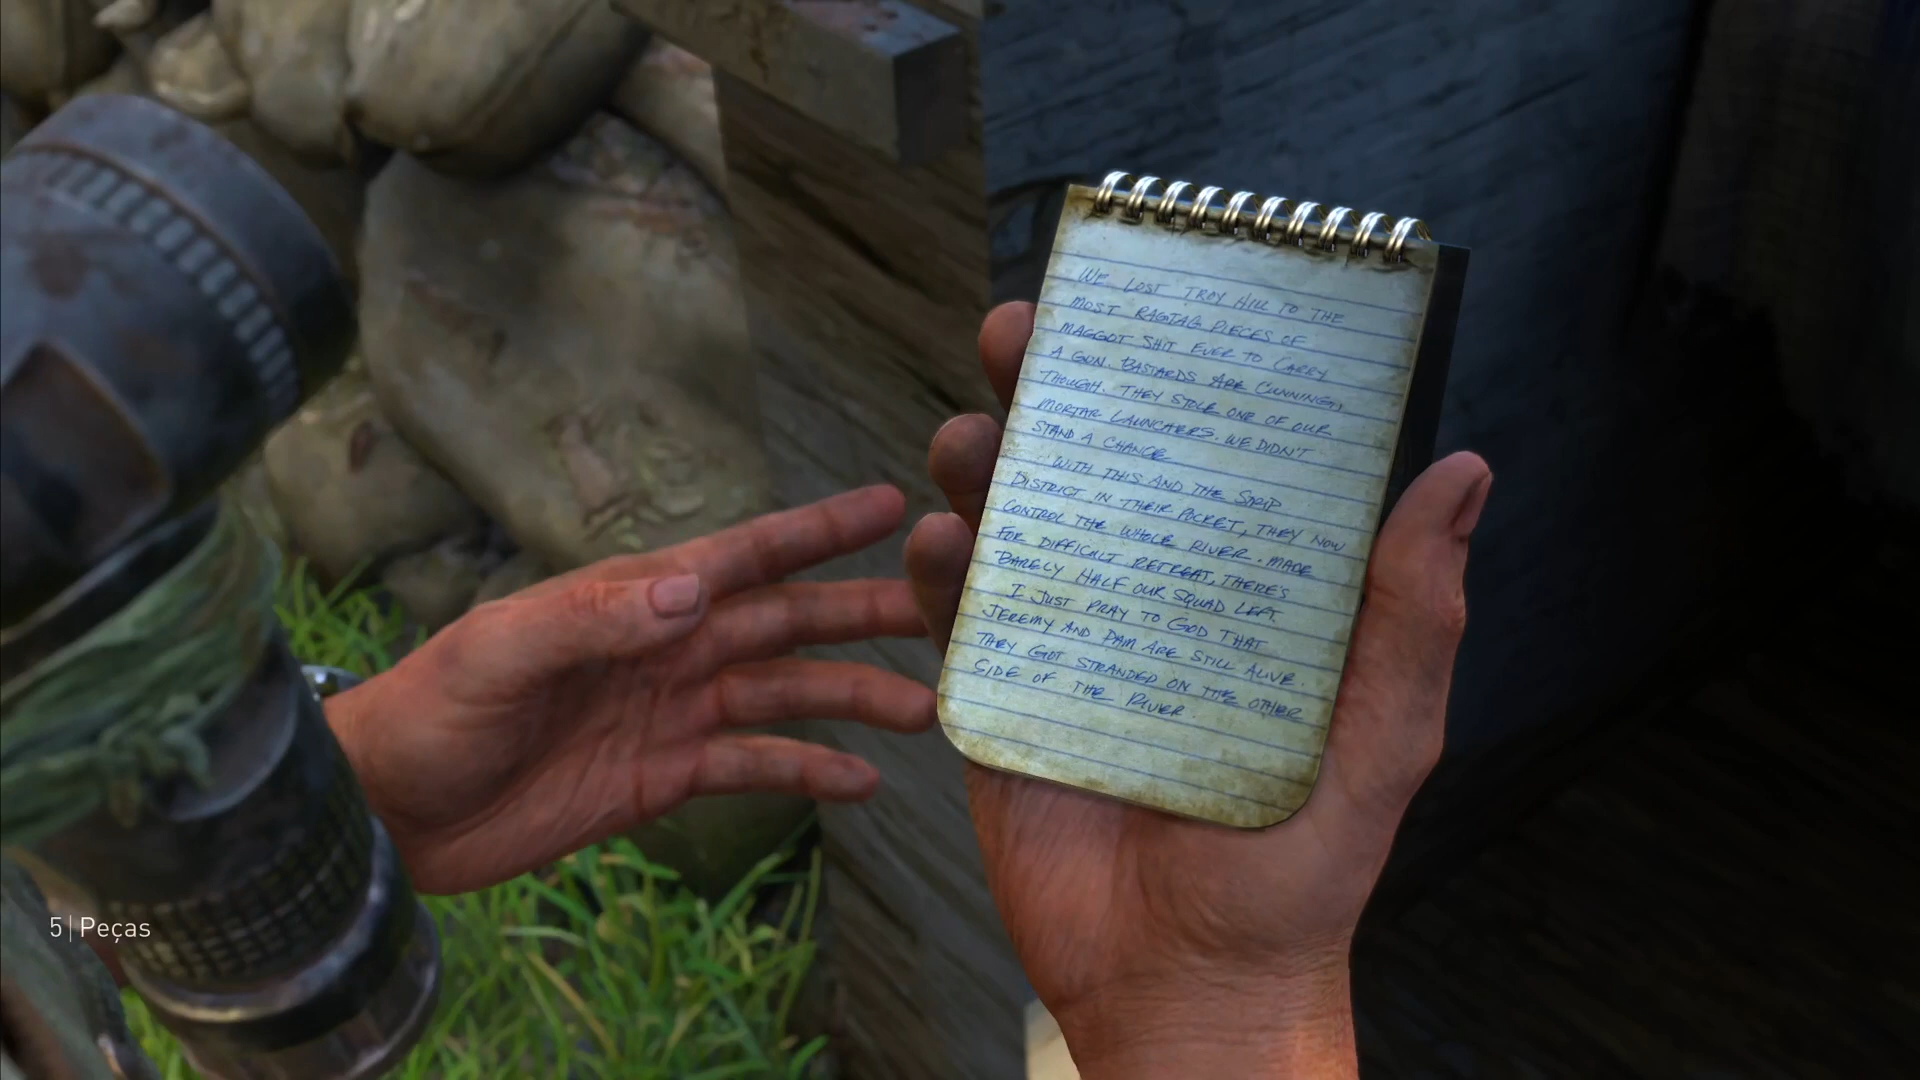 WE LOST TROY HILL TO THE
MOST RAGTAG PIECES OF
MAGGOT SHIT EVER TO CARRY
A GUN. BASTARDS ARE CUNNING,
THOUGH. THEY STOLE ONE OF OUR
MORTAR LAUNCHERS. WE DIDN'T
STAND A CHANCE
WITH THIS AND THE STRIP
DISTRICT IN THEIR POCKET, THEY NOW
CONTROL THE WHOLE RIVER. MADE
FOR DIFFICULT RETREAT, THERE'S
BARELY HALF OUR SQUAD LEFT.
I JUST PRAY TO GOD THAT
JEREMY AND PAM ARE STILL ALIVE.
THEY GOT STRANDED ON THE OTHER
SIDE OF THE RIVER.
5 | Peças